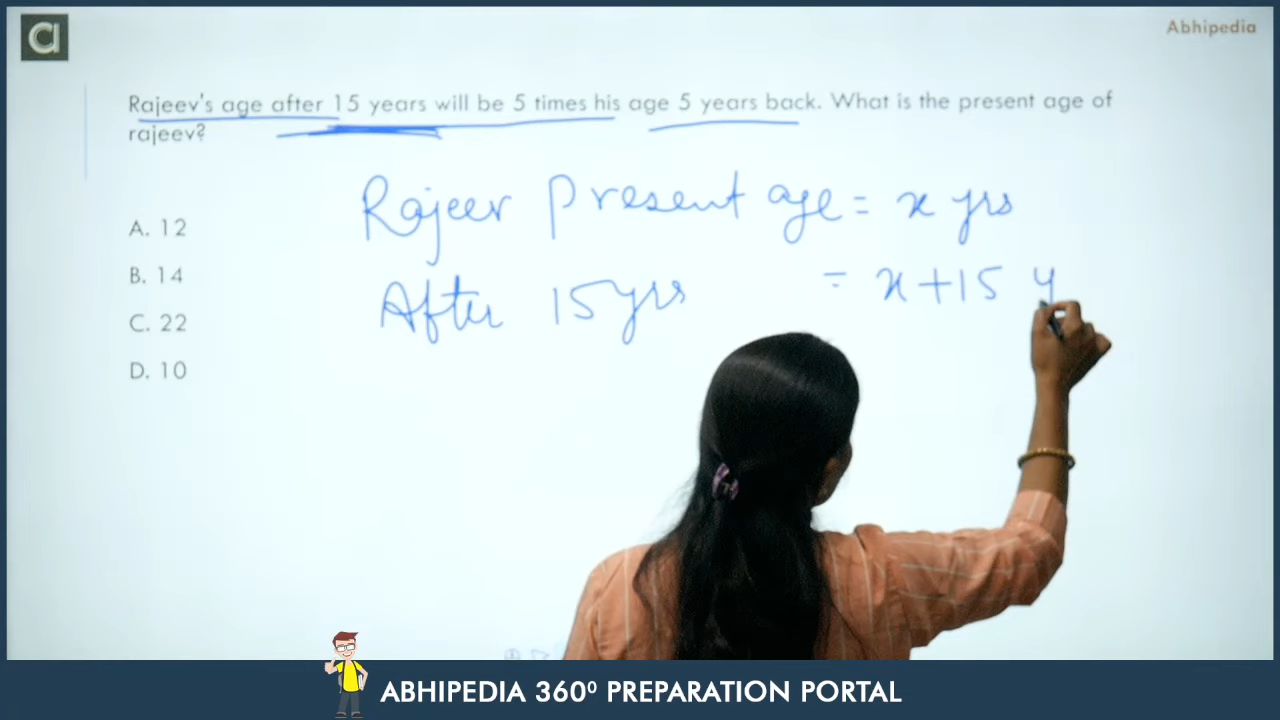 Abhipedia
Rajeev's age after 15 years will be 5 times his age 5 years back. What is the present age of
rajeev?
A. 12
B. 14
C. 22
D. 10
Rajeev Present age = x yrs
After 15 yrs = x + 15 y
ABHIPEDIA 360⁰ PREPARATION PORTAL